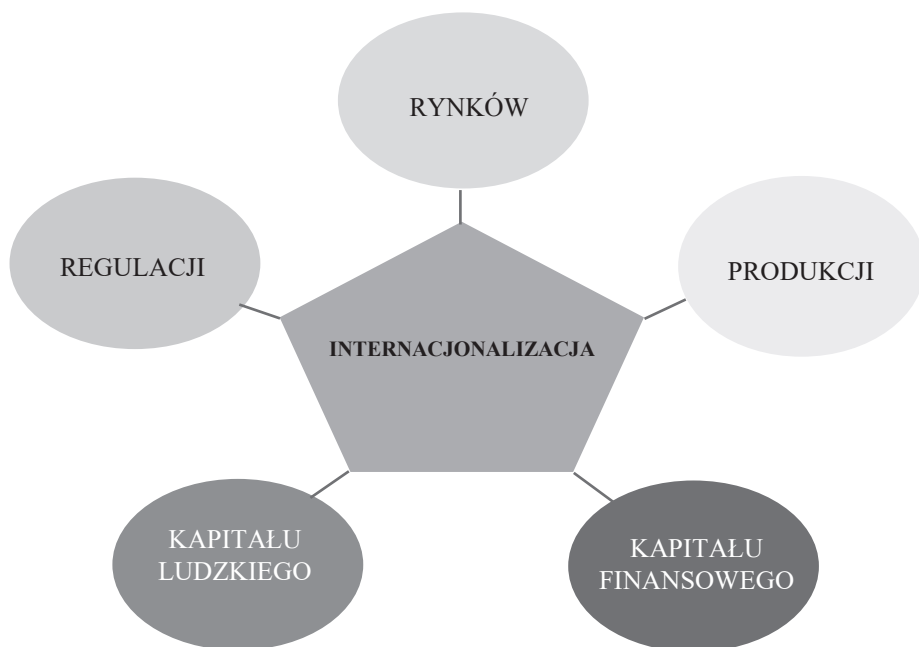 RYNKÓW
REGULACJI
PRODUKCJI
INTERNACJONALIZACJA
KAPITAŁU
LUDZKIEGO
KAPITAŁU
FINANSOWEGO